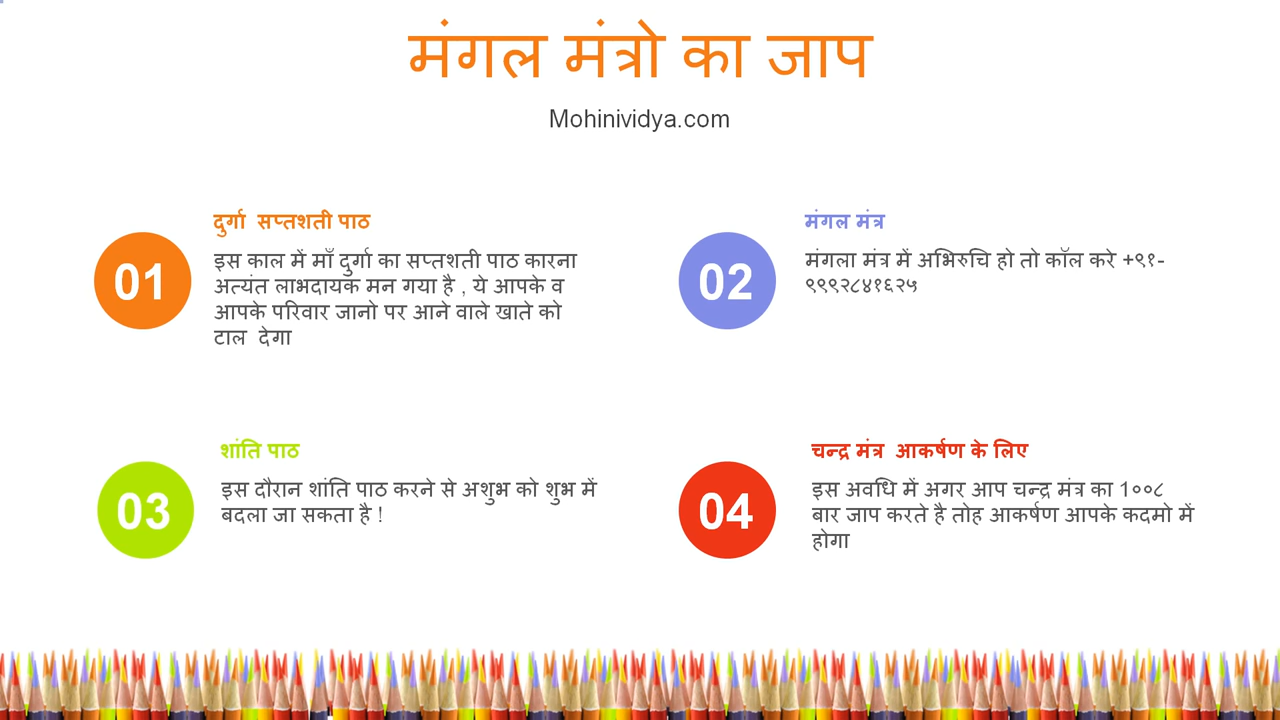 मंगल मंत्रो का जाप
Mohinividya.com
01
दुर्गा सप्तशती पाठ
इस काल में माँ दुर्गा का सप्तशती पाठ कारना
अत्यंत लाभदायक मन गया है , ये आपके व
आपके परिवार जानो पर आने वाले खाते को
टाल देगा
02
मंगल मंत्र
मंगला मंत्र में अभिरुचि हो तो कॉल करे +९१-
९९९२८४१६२५
03
शांति पाठ
इस दौरान शांति पाठ करने से अशुभ को शुभ में
बदला जा सकता है !
04
चन्द्र मंत्र आकर्षण के लिए
इस अवधि में अगर आप चन्द्र मंत्र का 1००८
बार जाप करते है तोह आकर्षण आपके कदमो में
होगा